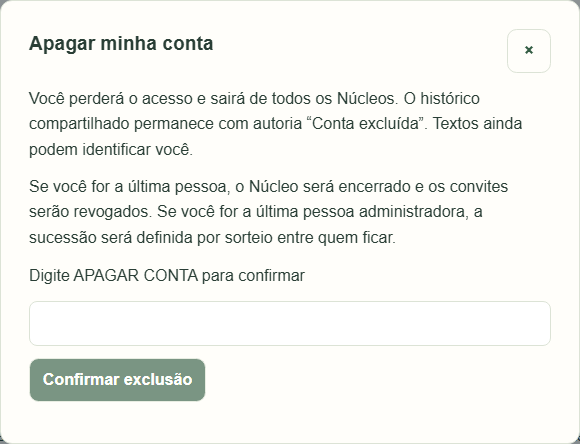 Apagar minha conta
×
Você perderá o acesso e sairá de todos os Núcleos. O histórico
compartilhado permanece com autoria “Conta excluída”. Textos ainda
podem identificar você.
Se você for a última pessoa, o Núcleo será encerrado e os convites
serão revogados. Se você for a última pessoa administradora, a
sucessão será definida por sorteio entre quem ficar.
Digite APAGAR CONTA para confirmar
Confirmar exclusão